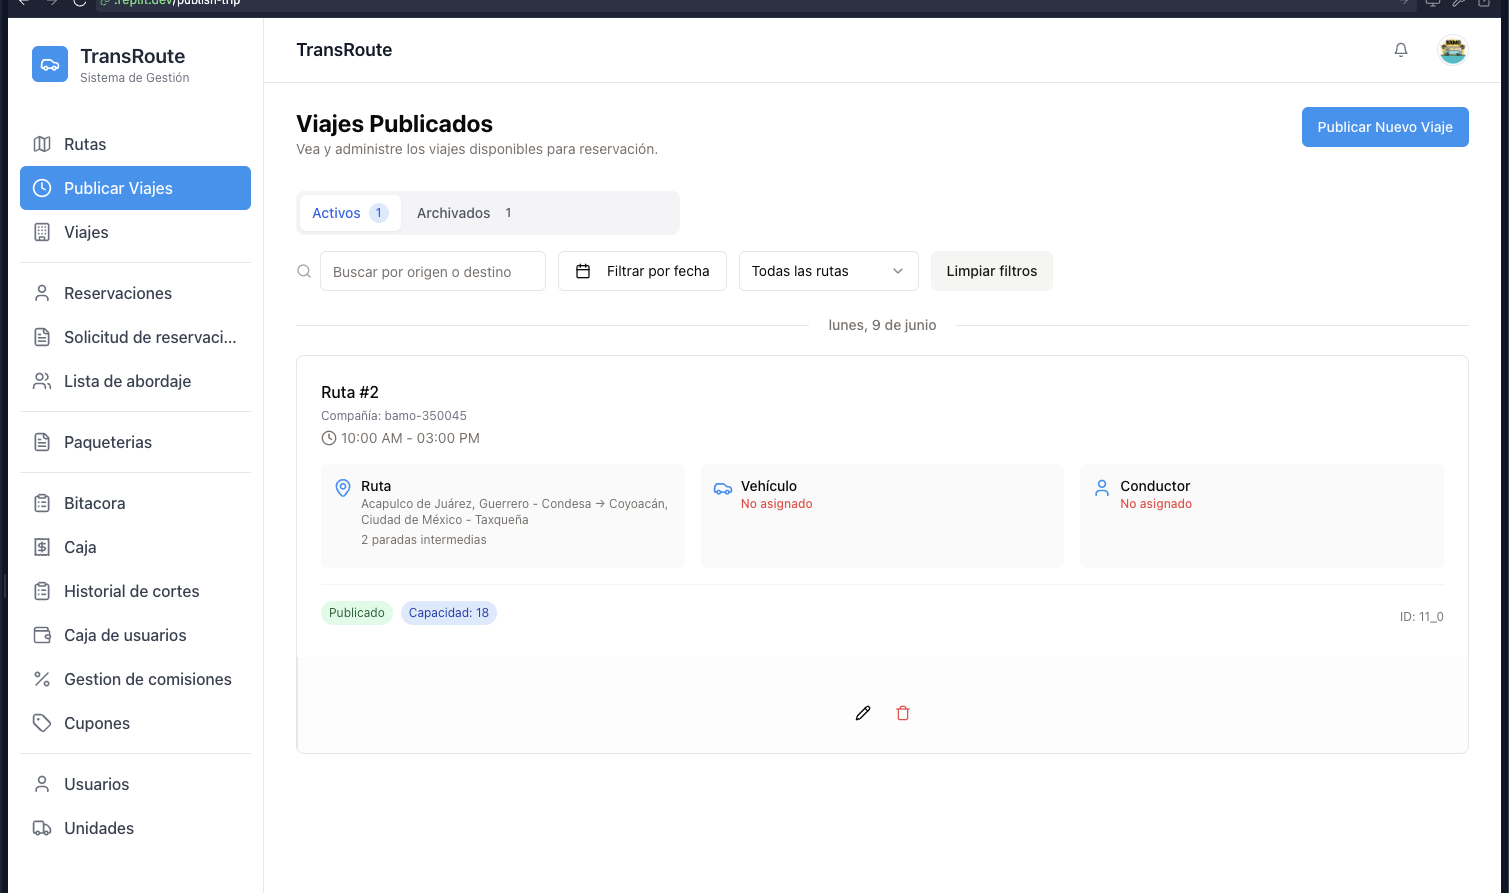 TransRoute
Sistema de Gestión
Rutas
Publicar Viajes
Viajes
Reservaciones
Solicitud de reservaci...
Lista de abordaje
Paqueterias
Bitacora
Caja
Historial de cortes
Caja de usuarios
Gestion de comisiones
Cupones
Usuarios
Unidades
TransRoute
Viajes Publicados
Vea y administre los viajes disponibles para reservación.
Publicar Nuevo Viaje
Activos 1 Archivados 1
Buscar por origen o destino Filtrar por fecha Todas las rutas Limpiar filtros
lunes, 9 de junio
Ruta #2
Compañía: bamo-350045
10:00 AM - 03:00 PM
Ruta
Acapulco de Juárez, Guerrero - Condesa → Coyoacán,
Ciudad de México - Taxqueña
2 paradas intermedias
Vehículo
No asignado
Conductor
No asignado
Publicado Capacidad: 18 ID: 11_0